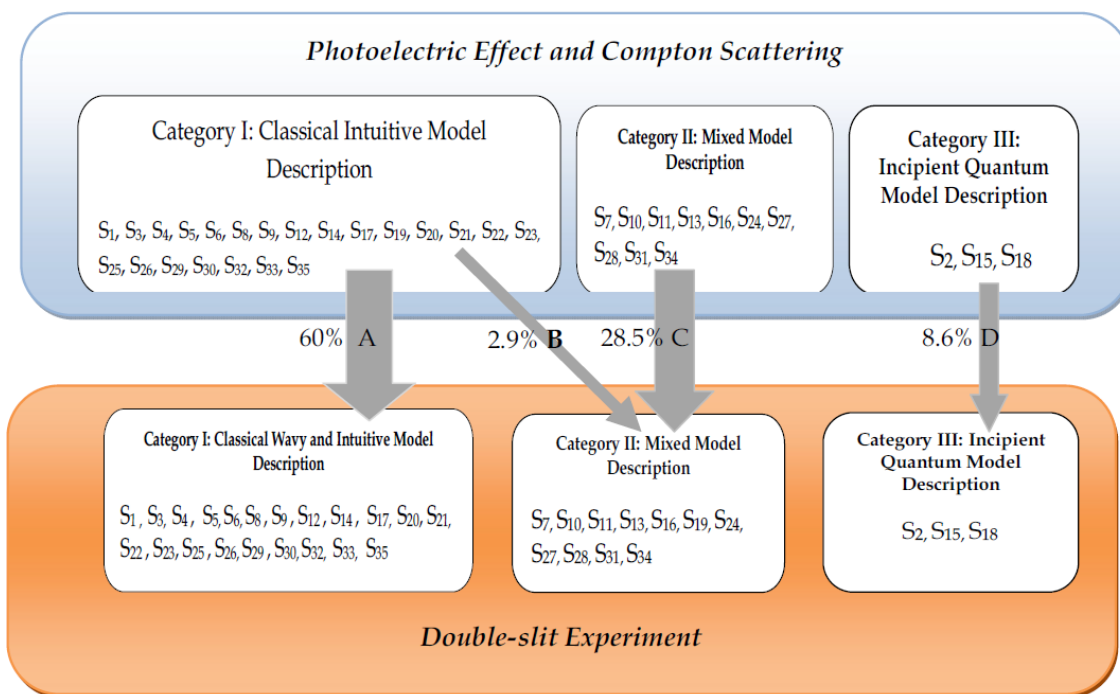 Photoelectric Effect and Compton Scattering
Category I: Classical Intuitive Model
Description
S1, S3, S4, S5, S6, S8, S9, S12, S14, S17, S19, S20, S21, S22, S23,
S25, S26, S29, S30, S32, S33, S35
Category II: Mixed Model
Description
S7, S10, S11, S13, S16, S24, S27,
S28, S31, S34
Category III:
Incipient Quantum
Model Description
S2, S15, S18
60% A
2.9% B
28.5% C
8.6% D
Category I: Classical Wavy and Intuitive Model
Description
S1 , S3, S4 , S5, S6, S8 , S9 , S12 , S14 , S17, S20, S21,
S22 , S23, S25 , S26, S29 , S30, S32, S33, S35
Category II: Mixed Model
Description
S7, S10, S11, S13, S16, S19, S24,
S27, S28, S31, S34
Category III: Incipient
Quantum Model
Description
S2, S15, S18
Double-slit Experiment